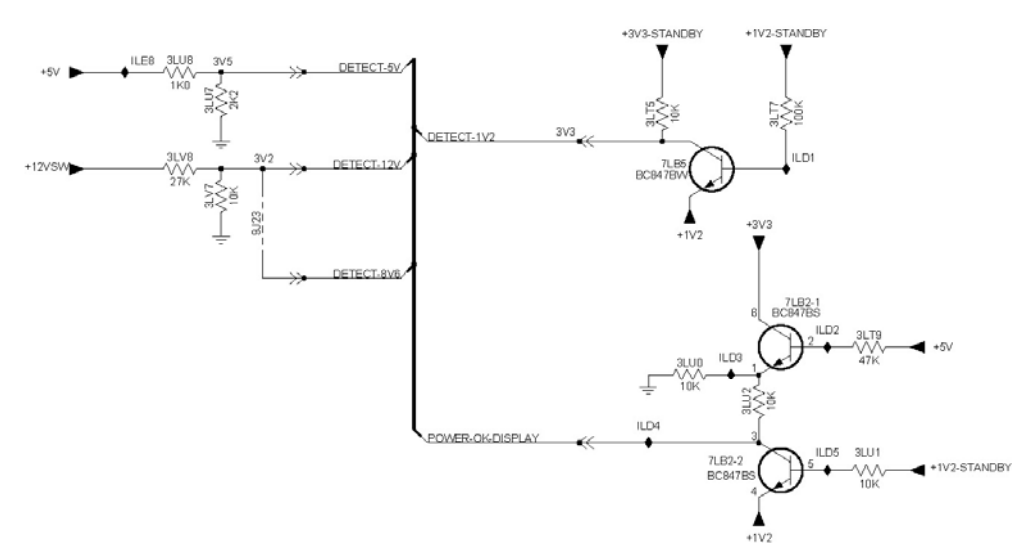 +3V3-STANDBY
+1V2-STANDBY
+5V
ILE8
3LU8
1K0
3V5
DETECT-5V
3LU7
2K2
3LT5
10K
3LT7
100K
DETECT-1V2
3V3
+12VSW
3LV8
27K
3V2
DETECT-12V
7LB5
BC847BW
ILD1
3LV7
10K
9J23
+1V2
+3V3
DETECT-8V6
7LB2-1
BC847BS
6
ILD2
2
3LT9
47K
+5V
3LU0
10K
ILD3
1
3LU2
10K
POWER-OK-DISPLAY
ILD4
3
7LB2-2
BC847BS
ILD5
5
3LU1
10K
+1V2-STANDBY
4
+1V2